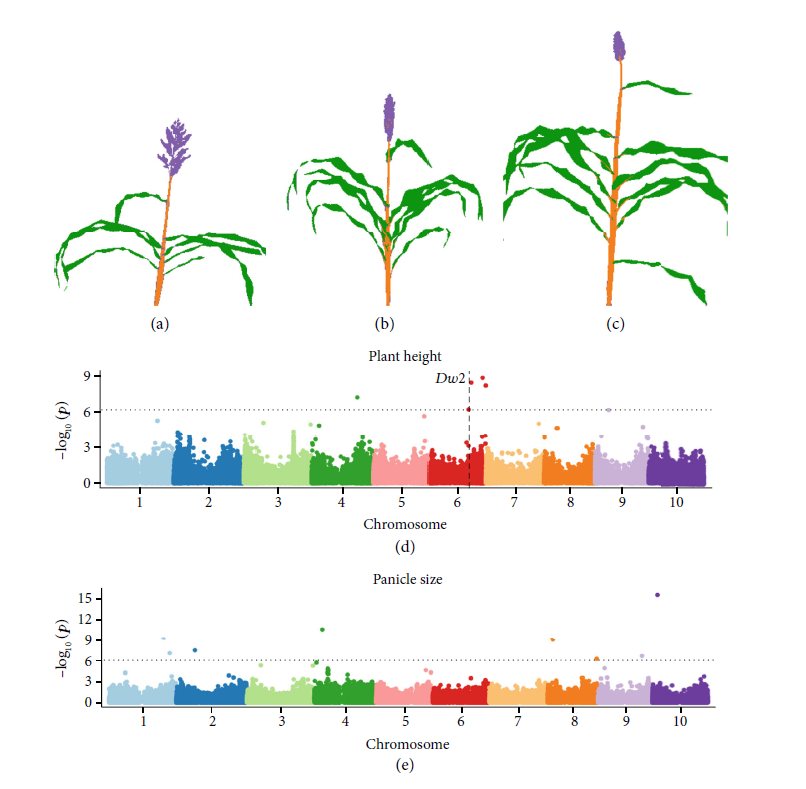 (a)
(b)
(c)
Plant height
Dw2
9
6
3
0
−log10 (p)
1 2 3 4 5 6 7 8 9 10
Chromosome
(d)
Panicle size
15
12
9
6
3
0
−log10 (p)
1 2 3 4 5 6 7 8 9 10
Chromosome
(e)